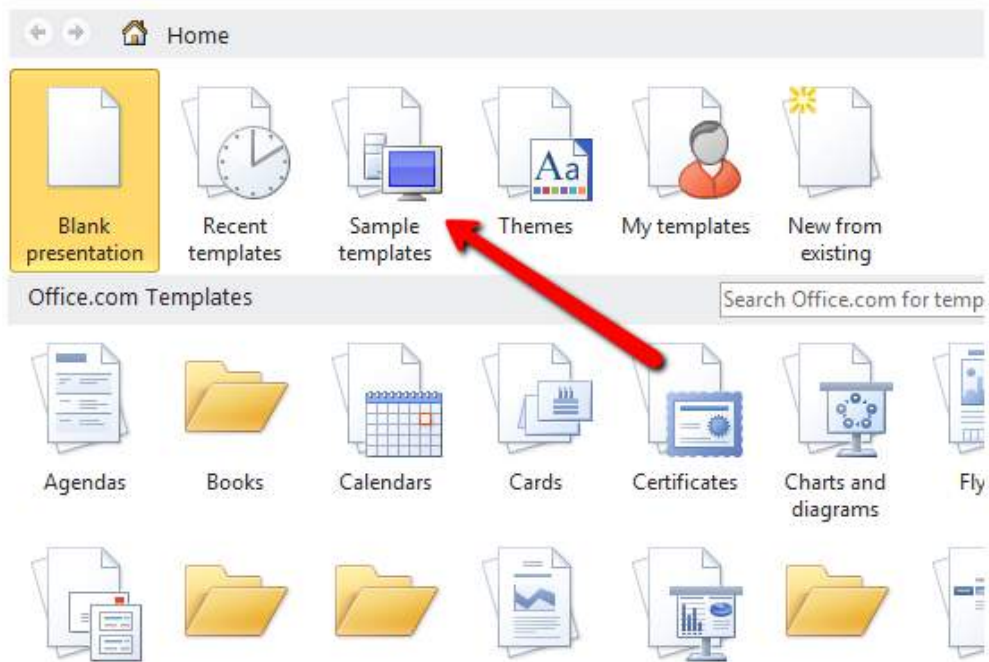 Home
Blank presentation
Recent templates
Sample templates
Themes
My templates
New from existing
Office.com Templates
Search Office.com for temp
Agendas
Books
Calendars
Cards
Certificates
Charts and diagrams
Fly
Aa